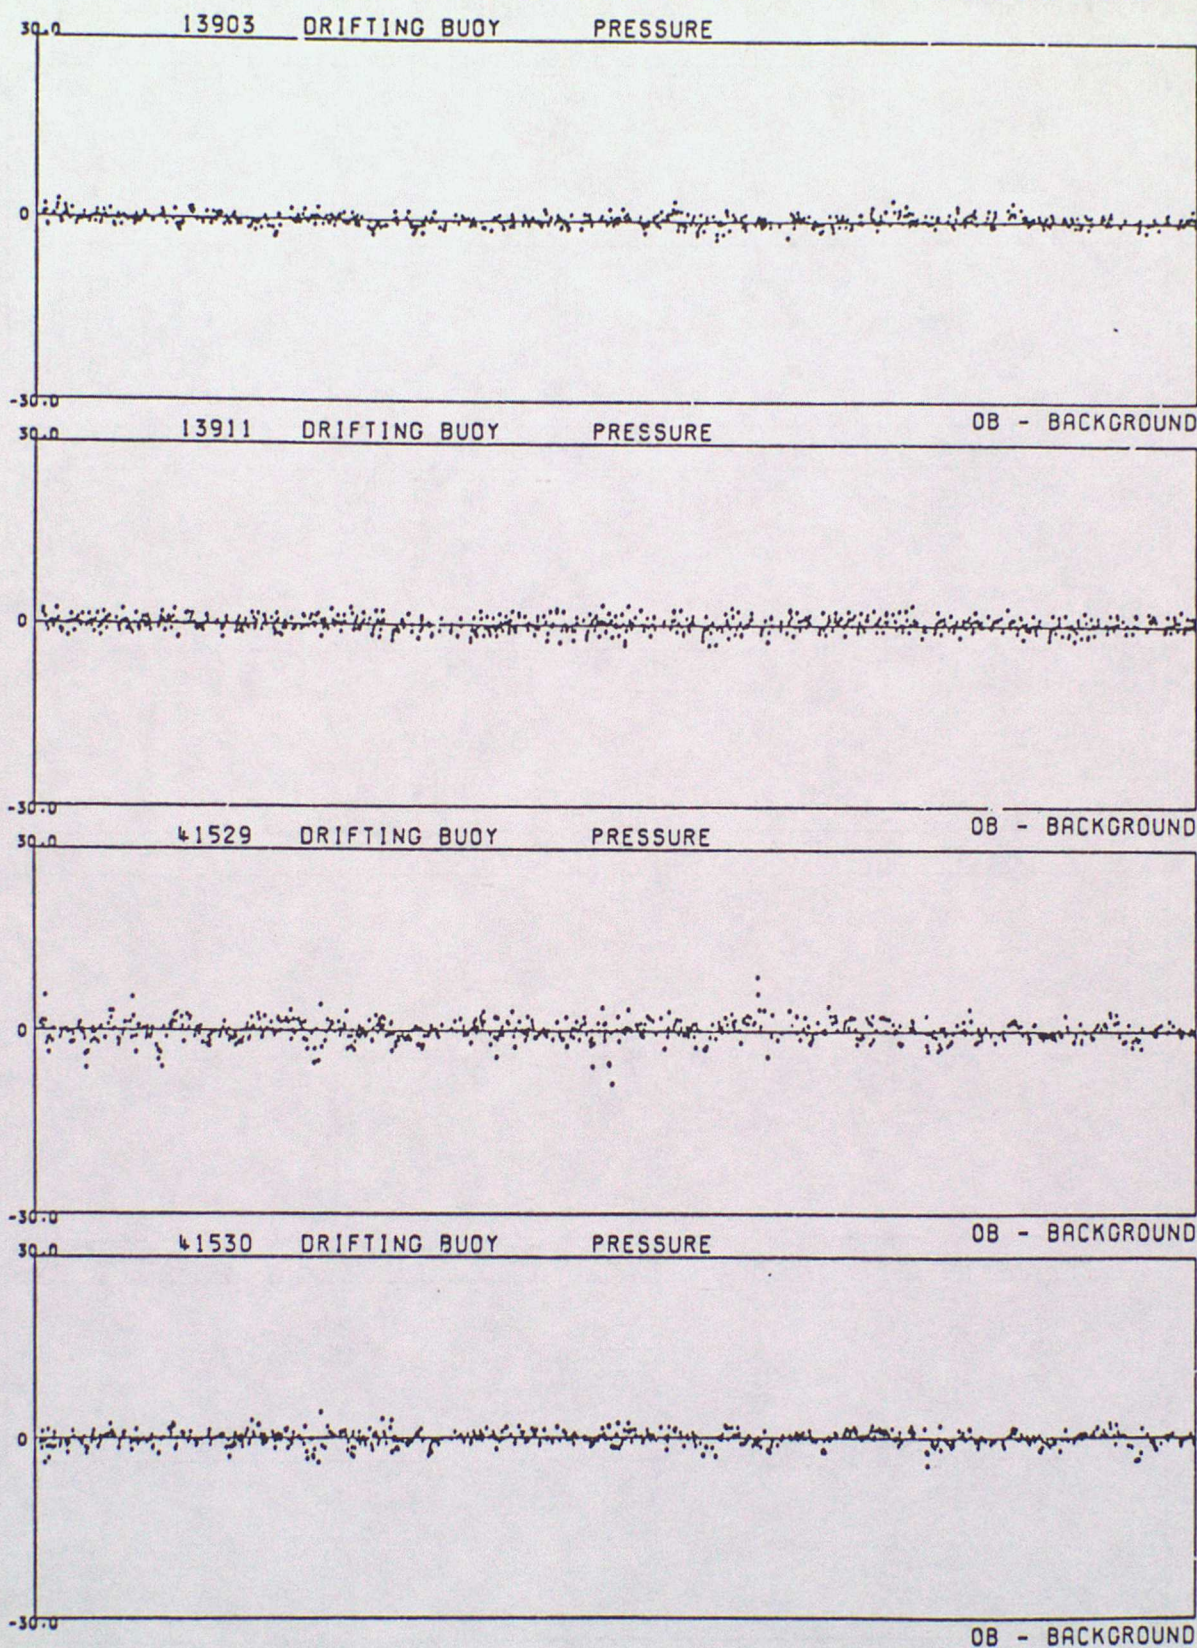 30.0 13903 DRIFTING BUOY PRESSURE
0
-30.0
OB - BACKGROUND
30.0 13911 DRIFTING BUOY PRESSURE
0
-30.0
OB - BACKGROUND
30.0 41529 DRIFTING BUOY PRESSURE
0
-30.0
OB - BACKGROUND
30.0 41530 DRIFTING BUOY PRESSURE
0
-30.0
OB - BACKGROUND